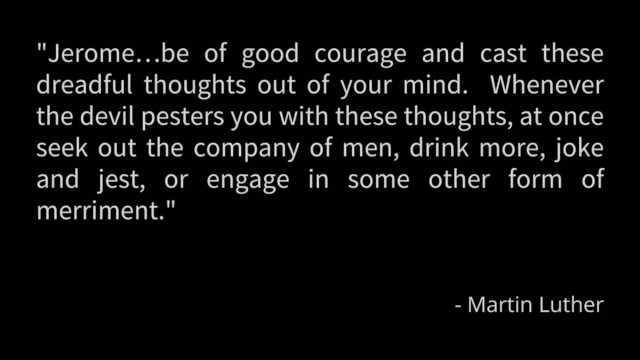 "Jerome…be of good courage and cast these
dreadful thoughts out of your mind. Whenever
the devil pesters you with these thoughts, at once
seek out the company of men, drink more, joke
and jest, or engage in some other form of
merriment."
- Martin Luther